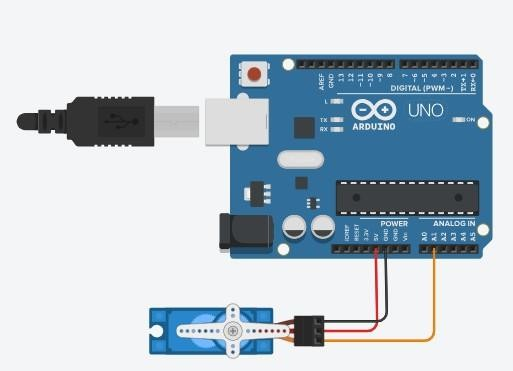 AREF
GND
13
12
~11
~10
~9
8
7
~6
~5
4
~3
2
TX→1
RX←0
DIGITAL (PWM~)
L
TX
RX
ARDUINO
UNO
ON
POWER
ANALOG IN
IOREF
RESET
3.3V
5V
GND
GND
Vin
A0
A1
A2
A3
A4
A5